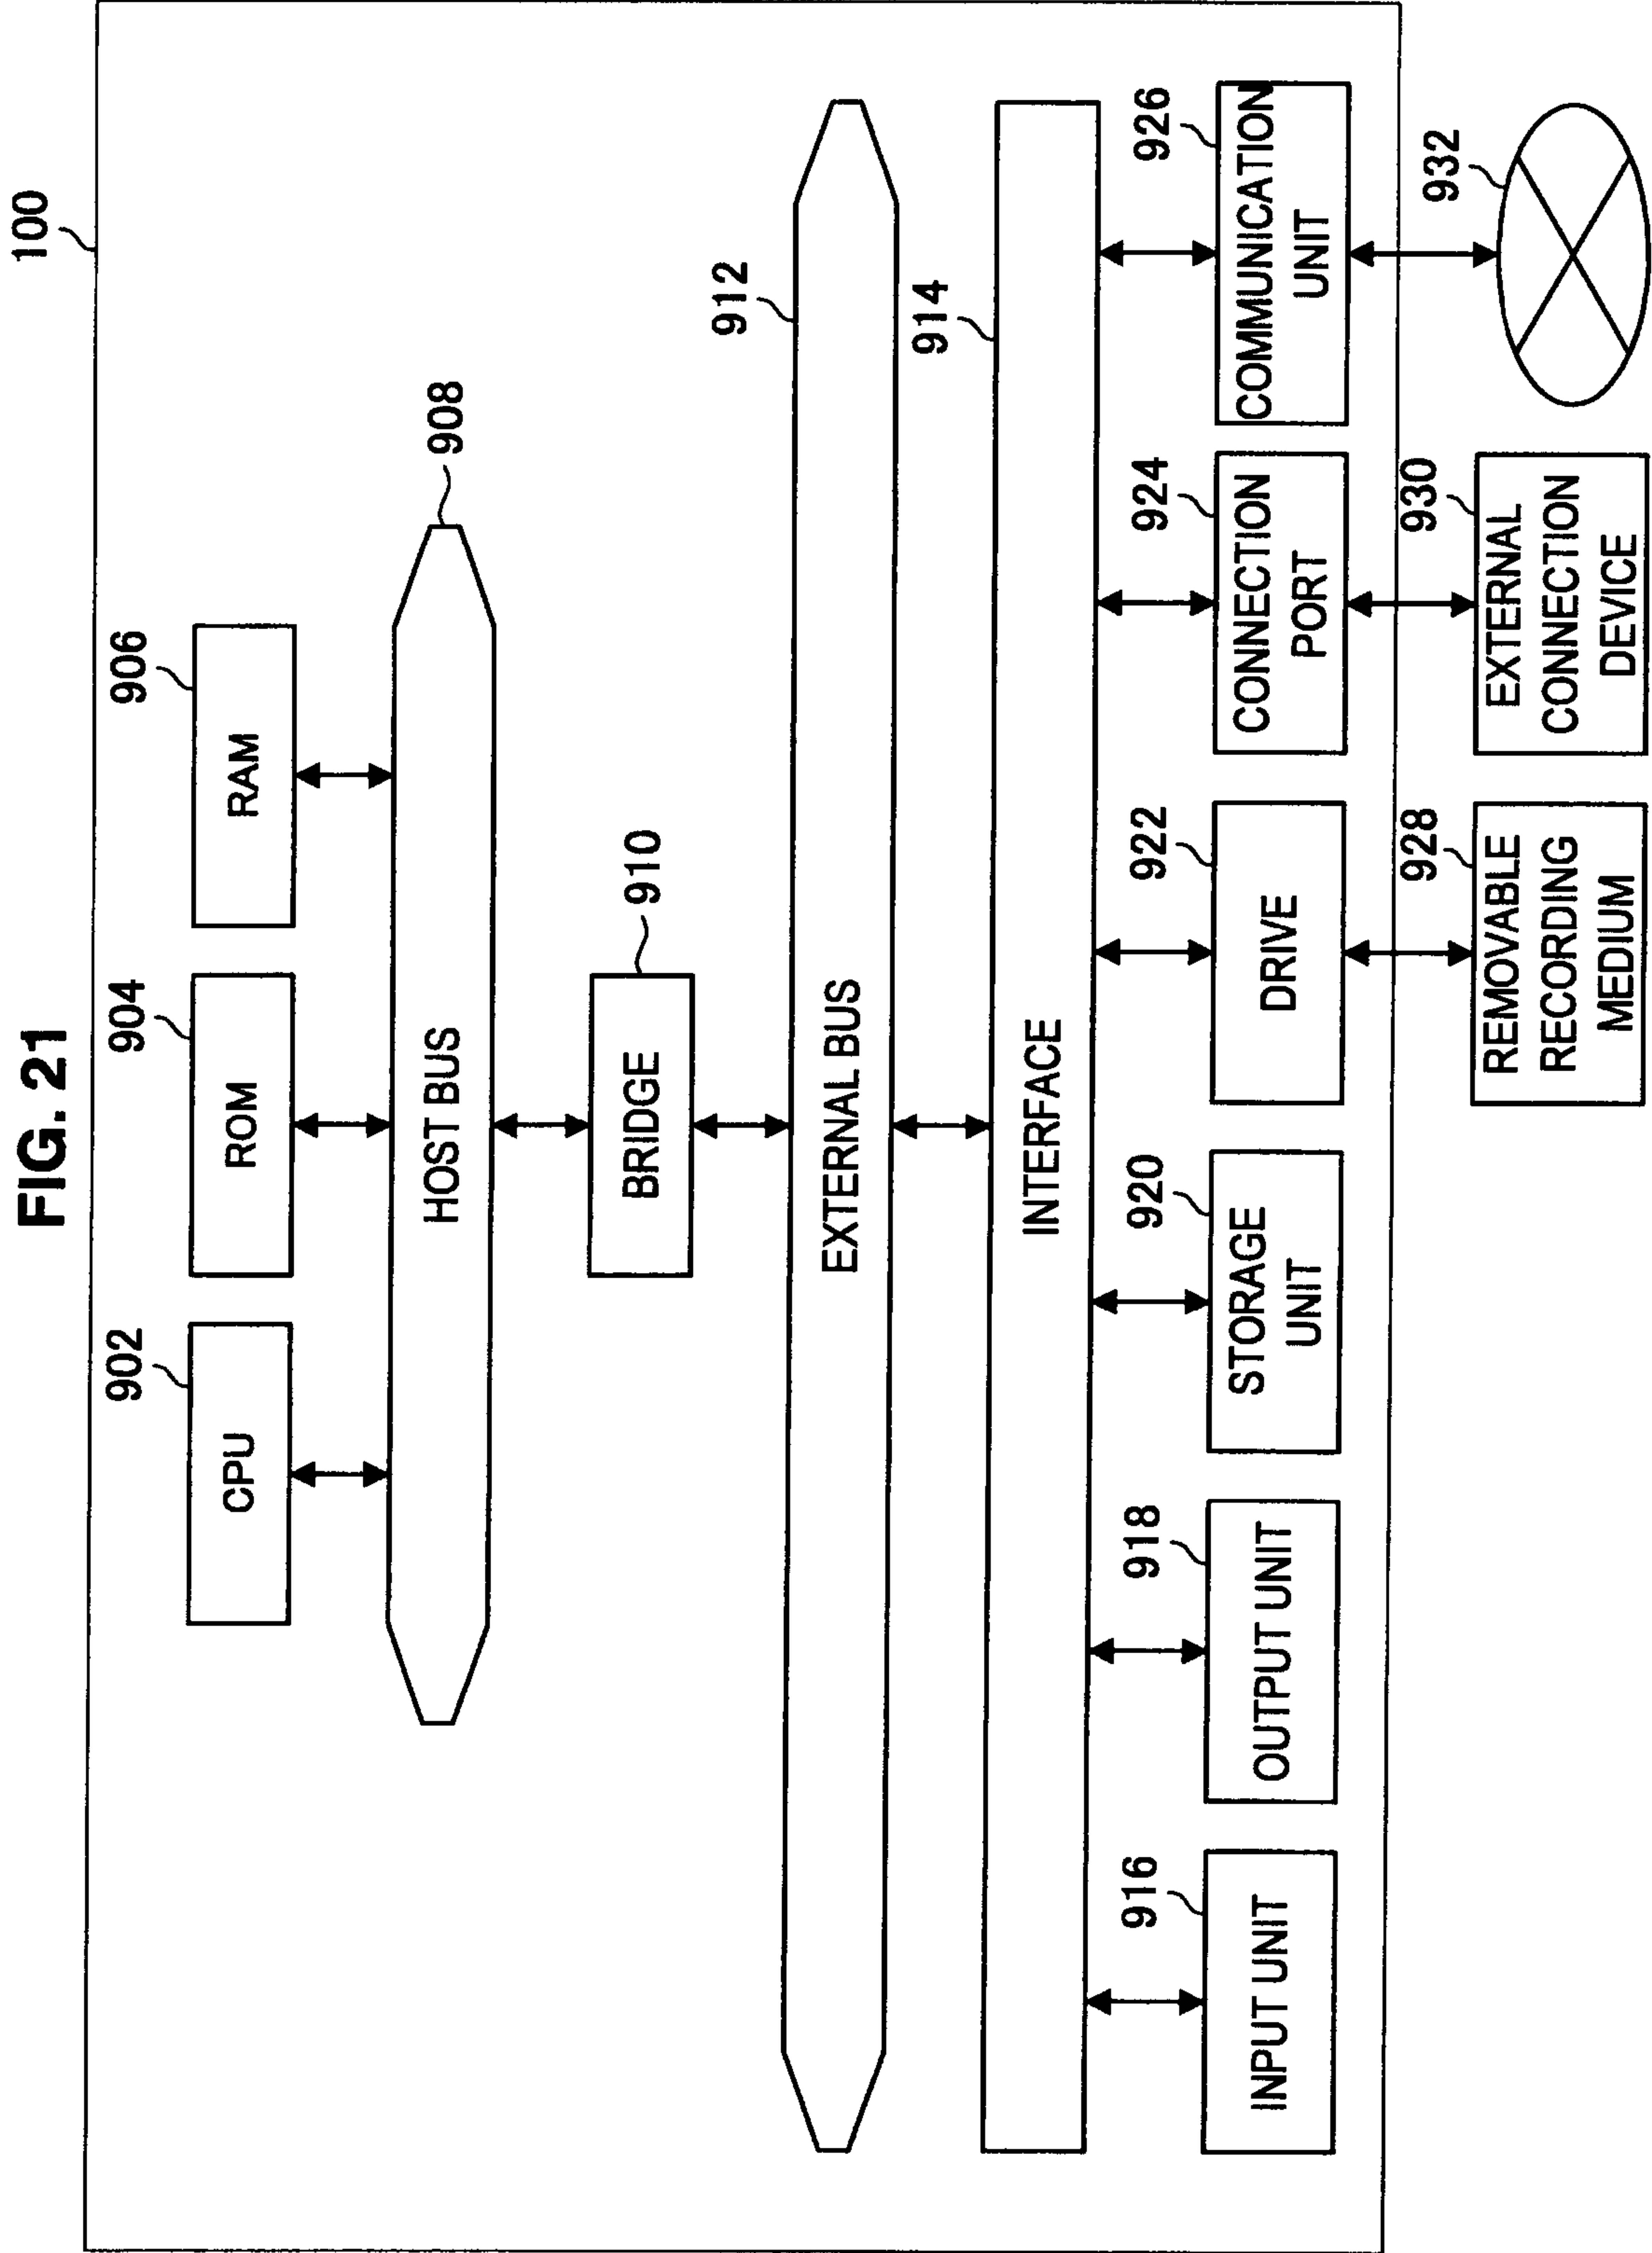 FIG. 21
100
902
904
906
CPU
ROM
RAM
908
HOST BUS
910
BRIDGE
912
EXTERNAL BUS
914
INTERFACE
916
918
920
922
924
926
INPUT UNIT
OUTPUT UNIT
STORAGE
UNIT
DRIVE
CONNECTION
PORT
COMMUNICATION
UNIT
928
930
932
REMOVABLE
RECORDING
MEDIUM
EXTERNAL
CONNECTION
DEVICE